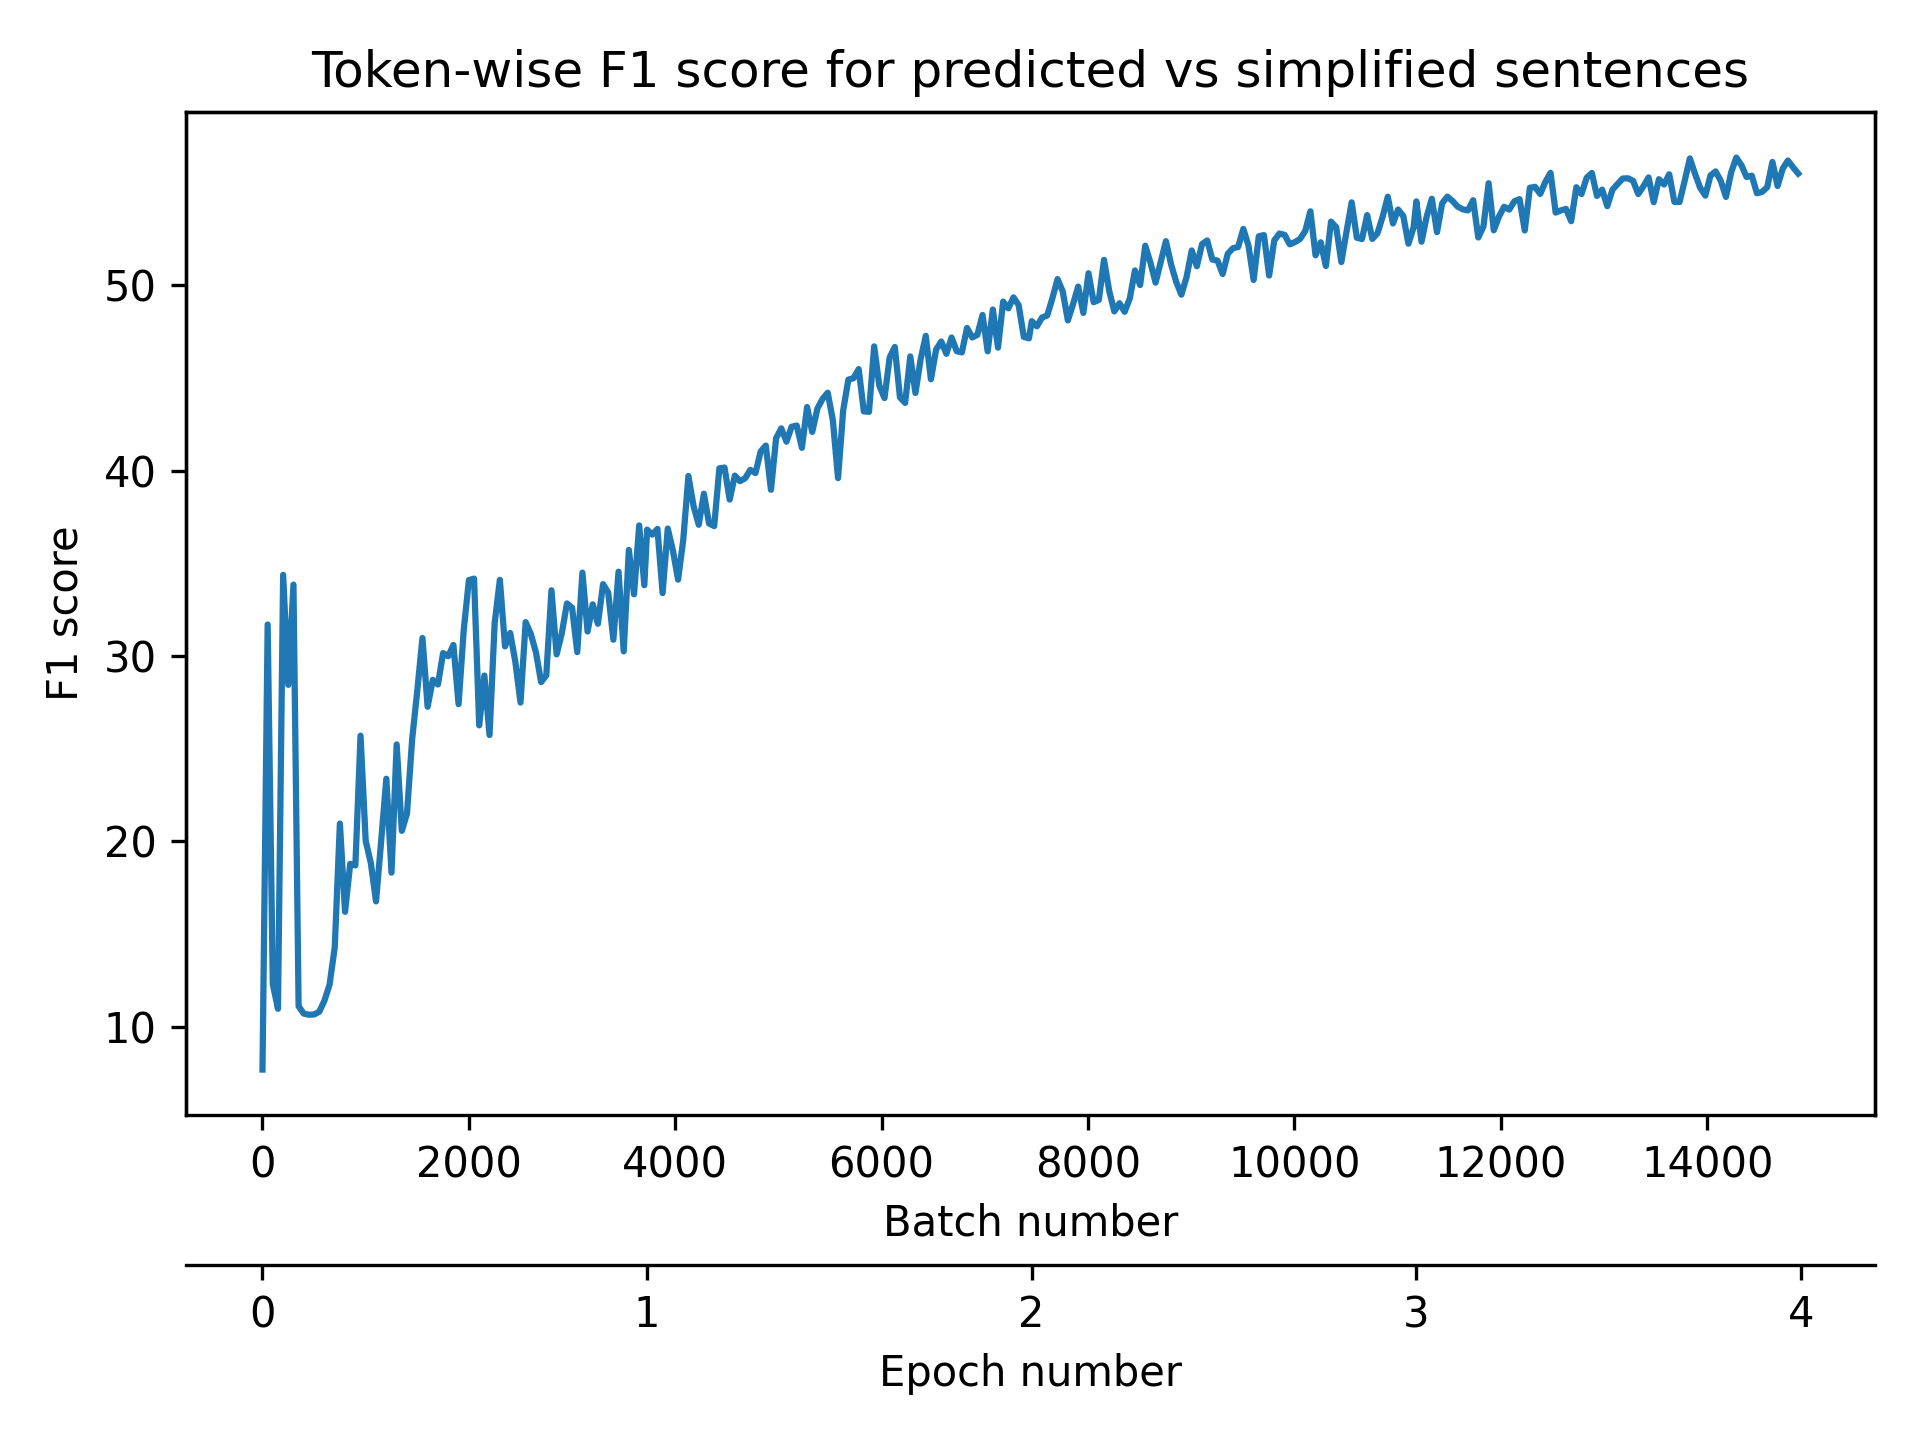 Token-wise F1 score for predicted vs simplified sentences
50
40
30
20
10
F1 score
0 2000 4000 6000 8000 10000 12000 14000
Batch number
0 1 2 3 4
Epoch number